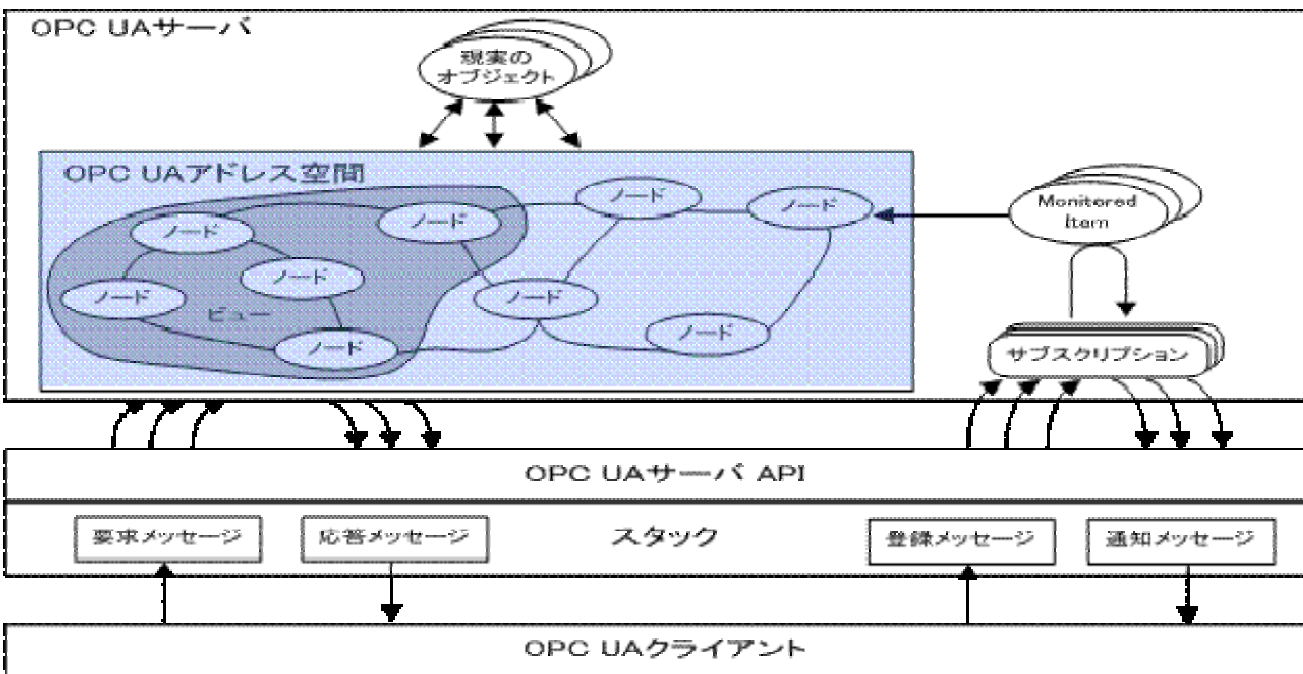 OPC UAサーバ
現実の
オブジェクト
OPC UAアドレス空間
ノード
ノード
ノード
ノード
Monitored
Item
ノード
ノード
ノード
ビュー
ノード
ノード
サブスクリプション
OPC UAサーバ API
要求メッセージ
応答メッセージ
スタック
登録メッセージ
通知メッセージ
OPC UAクライアント